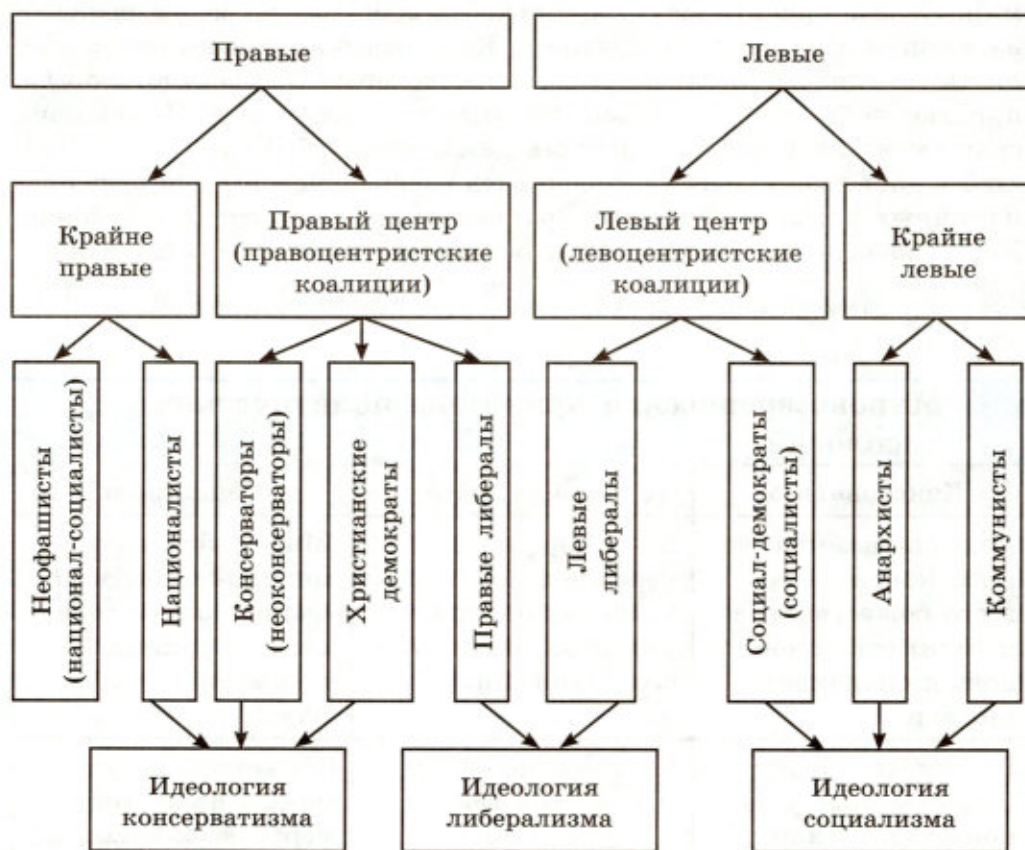 Правые
Левые
Крайне
правые
Правый центр
(правоцентристские
коалиции)
Левый центр
(левоцентристские
коалиции)
Крайне
левые
Неофашисты
(национал-социалисты)
Националисты
Консерваторы
(неоконсерваторы)
Христианские
демократы
Правые либералы
Левые
либералы
Социал-демократы
(социалисты)
Анархисты
Коммунисты
Идеология
консерватизма
Идеология
либерализма
Идеология
социализма